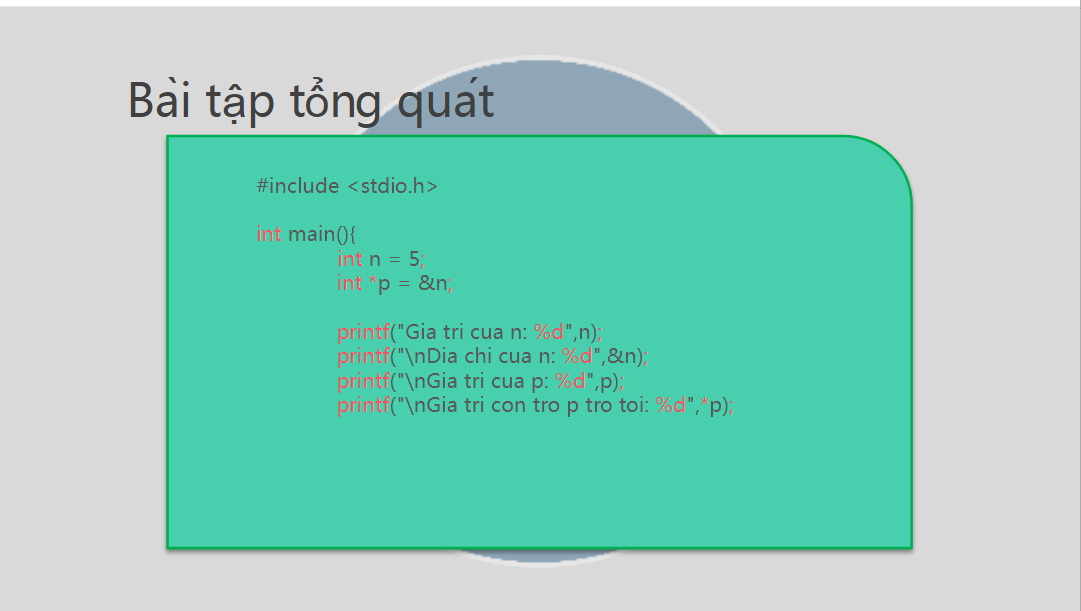 Bài tập tổng quát
#include <stdio.h>
int main(){
int n = 5;
int *p = &n;
printf("Gia tri cua n: %d",n);
printf("\nDia chi cua n: %d",&n);
printf("\nGia tri cua p: %d",p);
printf("\nGia tri con tro p tro toi: %d",*p);